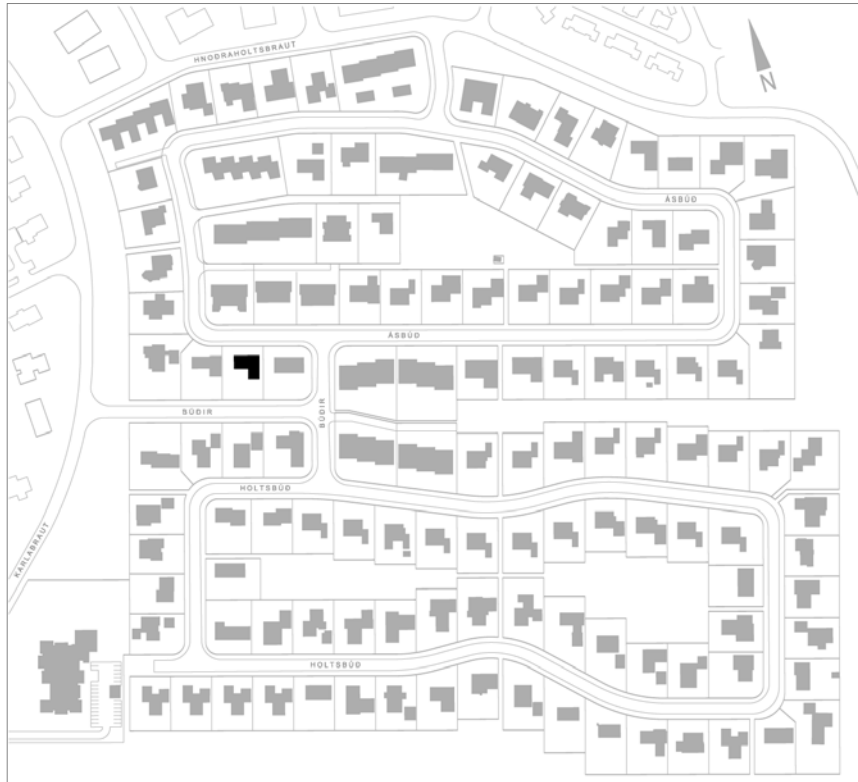 HNOÐRAHOLTSBRAUT
N
ÁSBÚÐ
ÁSBÚÐ
BÚÐIR
BÚÐIR
HOLTSBÚÐ
KARLABRAUT
HOLTSBÚÐ